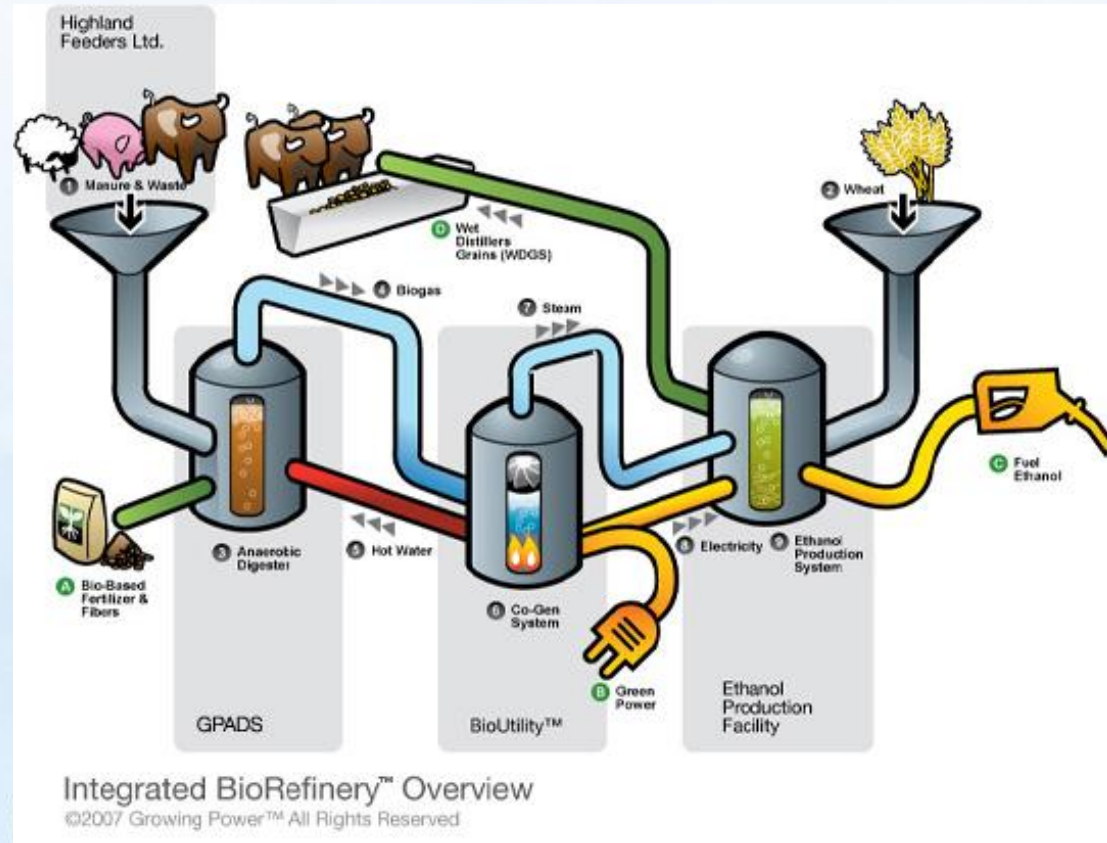 Highland
Feeders Ltd.
1 Manure & Waste
2 Wheat
D Wet
Distillers
Grains (WDGS)
4 Biogas
7 Steam
C Fuel
Ethanol
3 Anaerobic
Digester
5 Hot Water
8 Electricity
9 Ethanol
Production
System
A Bio-Based
Fertilizer &
Fibers
6 Co-Gen
System
B Green
Power
GPADS
BioUtility™
Ethanol
Production
Facility
Integrated BioRefinery™ Overview
©2007 Growing Power™ All Rights Reserved